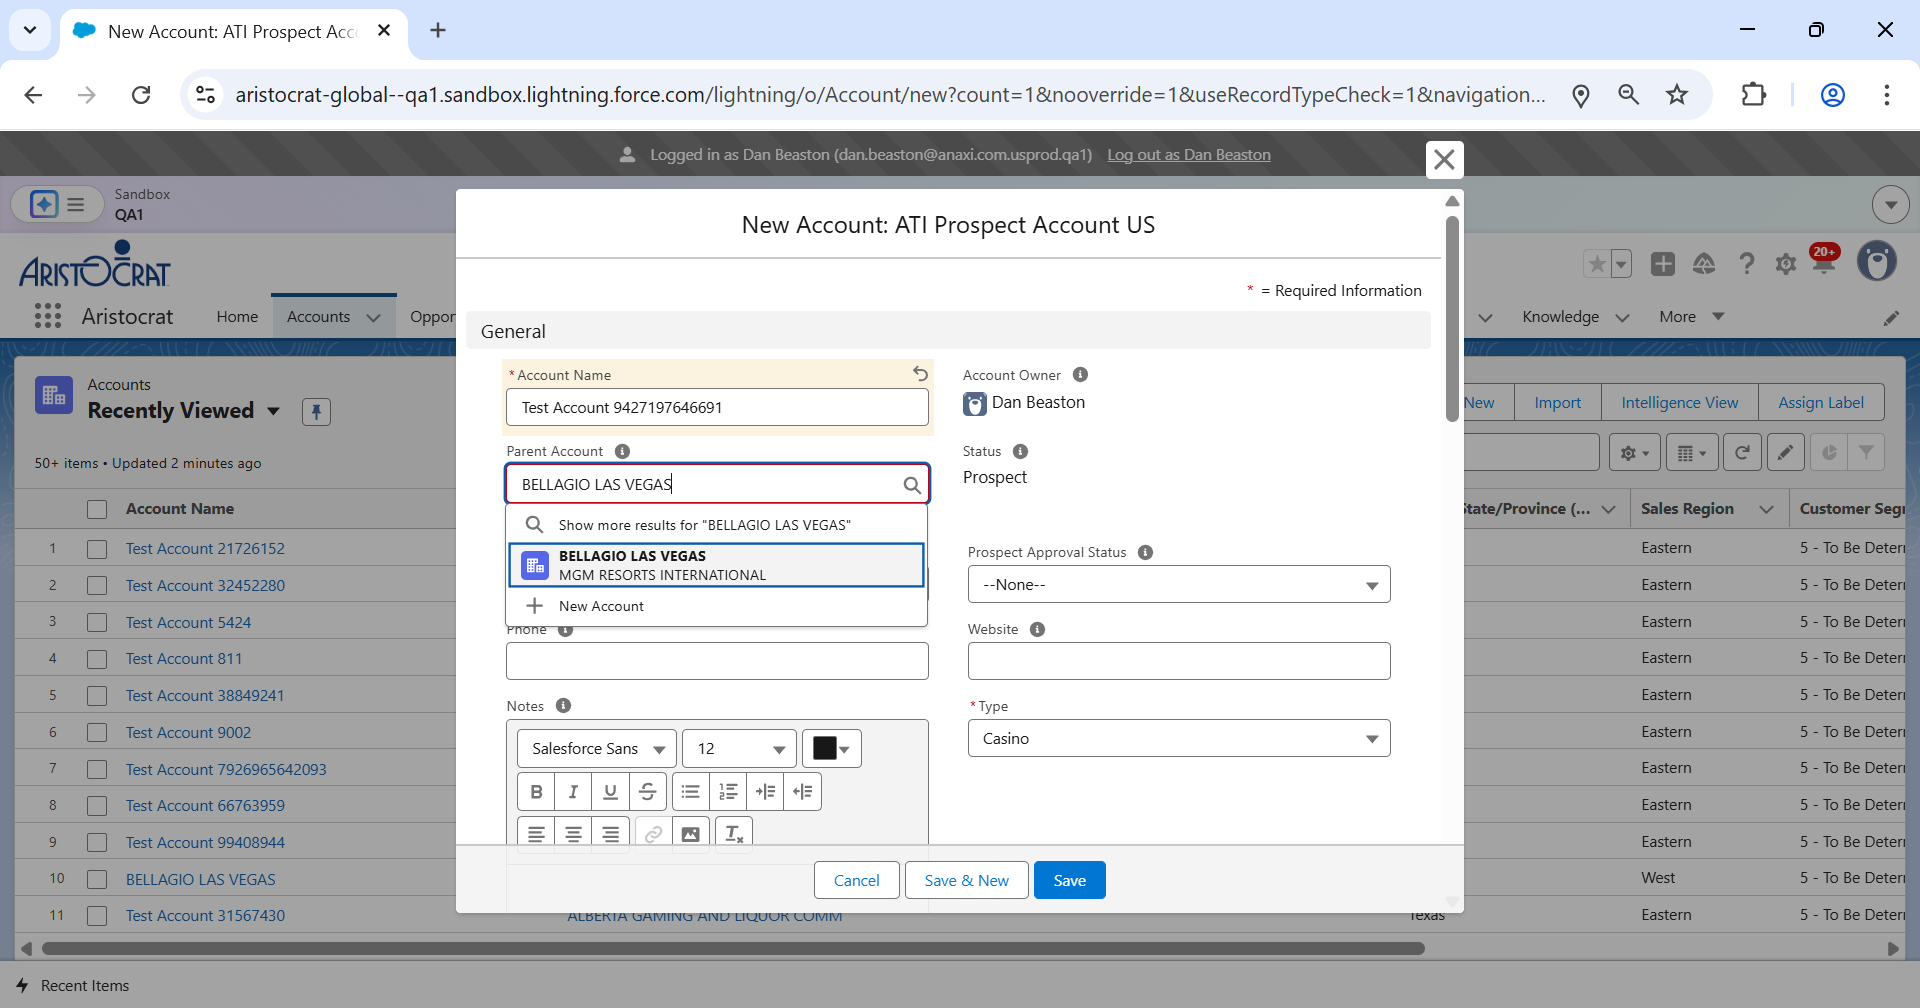 New Account: ATI Prospect Acc
aristocrat-global--qa1.sandbox.lightning.force.com/lightning/o/Account/new?count=1&nooverride=1&useRecordTypeCheck=1&navigation...
Logged in as Dan Beaston (dan.beaston@anaxi.com.usprod.qa1) Log out as Dan Beaston
Sandbox
QA1
ARISTOCRAT
20+
Aristocrat
Home
Accounts
Oppor
Knowledge
More
Accounts
Recently Viewed
New
Import
Intelligence View
Assign Label
50+ items • Updated 2 minutes ago
Account Name
State/Province (...
Sales Region
Customer Seg
1 Test Account 21726152 Eastern 5 - To Be Deter
2 Test Account 32452280 Eastern 5 - To Be Deter
3 Test Account 5424 Eastern 5 - To Be Deter
4 Test Account 811 Eastern 5 - To Be Deter
5 Test Account 38849241 Eastern 5 - To Be Deter
6 Test Account 9002 Eastern 5 - To Be Deter
7 Test Account 7926965642093 Eastern 5 - To Be Deter
8 Test Account 66763959 Eastern 5 - To Be Deter
9 Test Account 99408944 Eastern 5 - To Be Deter
10 BELLAGIO LAS VEGAS West 5 - To Be Deter
11 Test Account 31567430 ALBERTA GAMING AND LIQUOR COMM Texas Eastern 5 - To Be Deter
Recent Items
New Account: ATI Prospect Account US
* = Required Information
General
* Account Name
Test Account 9427197646691
Account Owner
Dan Beaston
Parent Account
BELLAGIO LAS VEGAS
Show more results for "BELLAGIO LAS VEGAS"
BELLAGIO LAS VEGAS
MGM RESORTS INTERNATIONAL
New Account
Status
Prospect
Prospect Approval Status
--None--
Phone
Website
Notes
Salesforce Sans
12
B I U S
* Type
Casino
Cancel
Save & New
Save